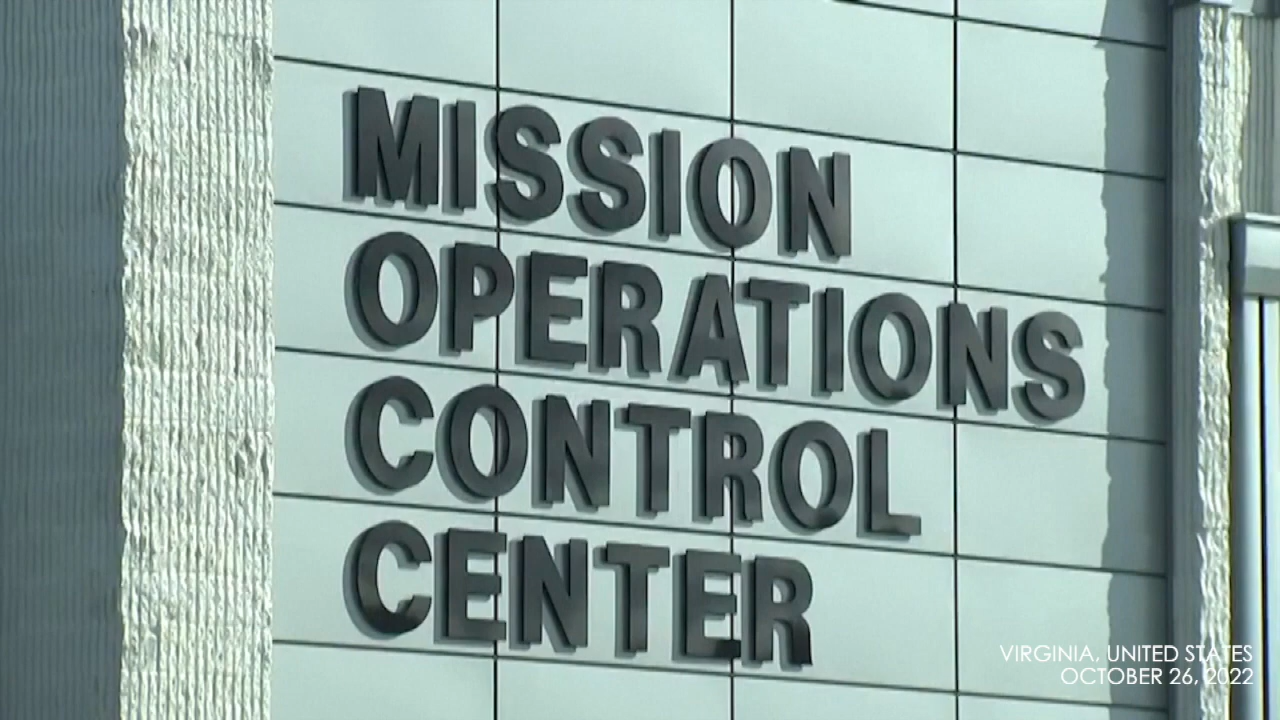 MISSION
OPERATIONS
CONTROL
CENTER
VIRGINIA, UNITED STATES
OCTOBER 26, 2022